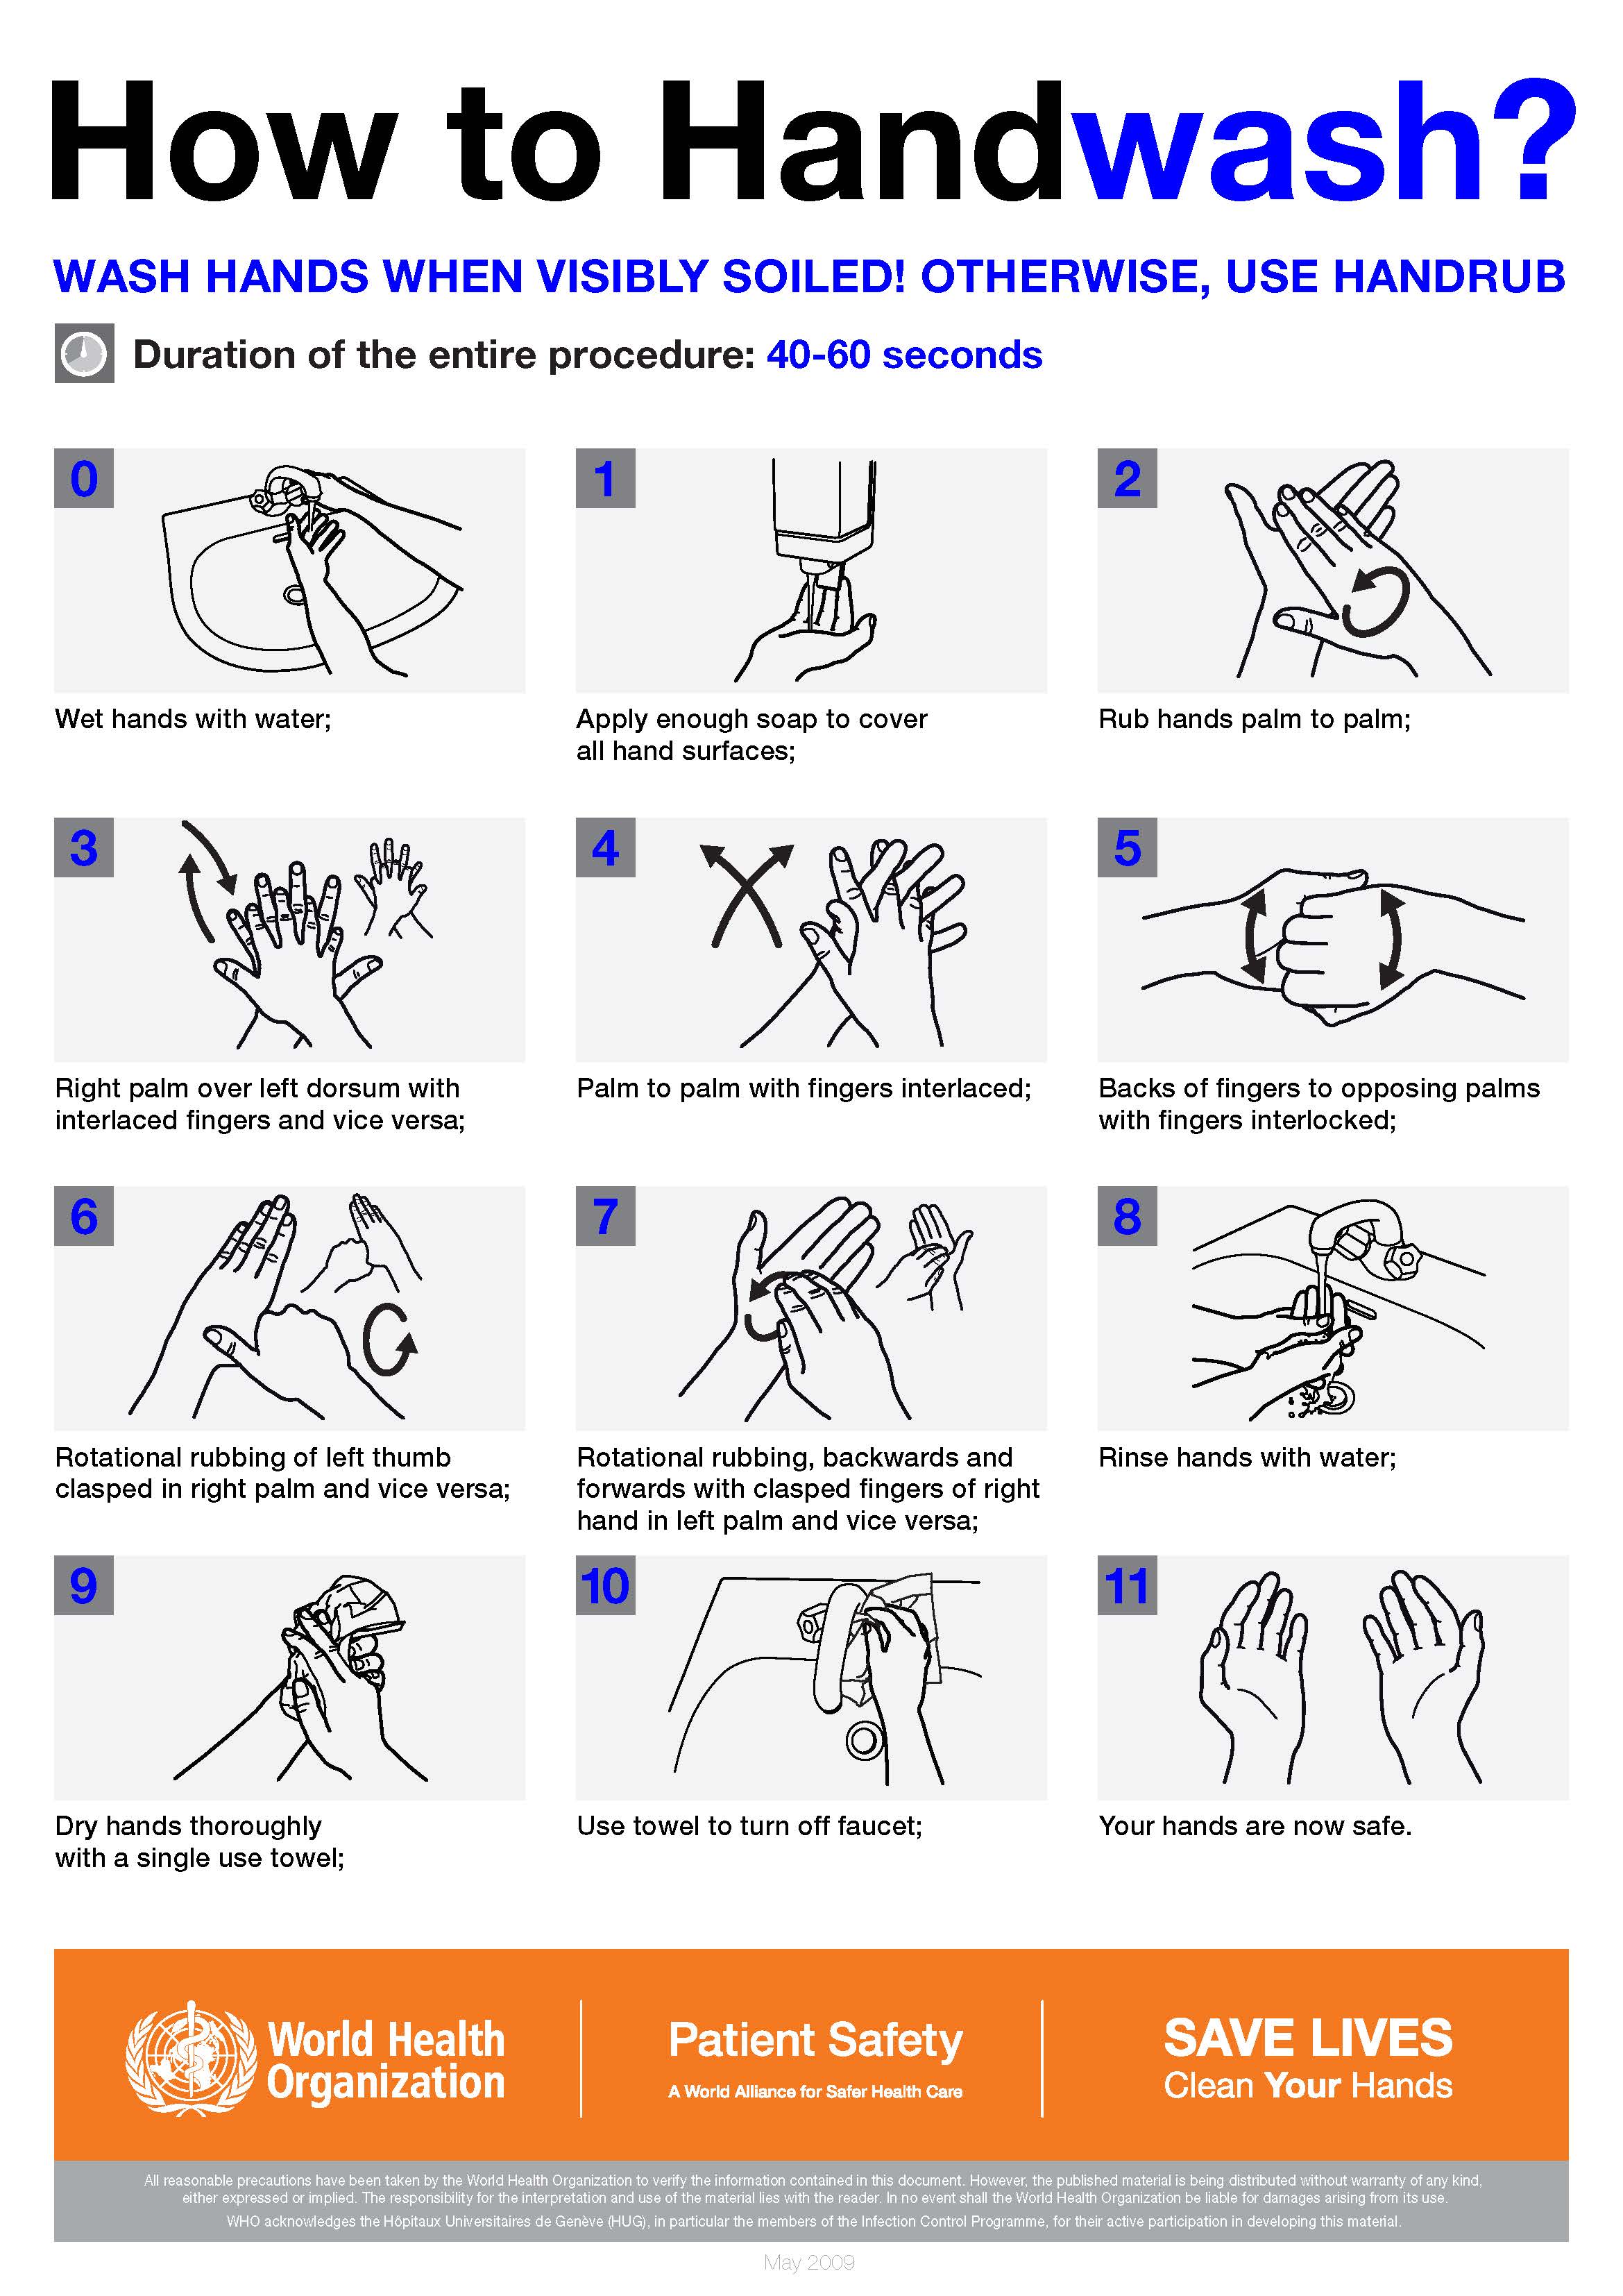 How to Handwash?
WASH HANDS WHEN VISIBLY SOILED! OTHERWISE, USE HANDRUB
Duration of the entire procedure: 40-60 seconds
0
Wet hands with water;
1
Apply enough soap to cover
all hand surfaces;
2
Rub hands palm to palm;
3
Right palm over left dorsum with
interlaced fingers and vice versa;
4
Palm to palm with fingers interlaced;
5
Backs of fingers to opposing palms
with fingers interlocked;
6
Rotational rubbing of left thumb
clasped in right palm and vice versa;
7
Rotational rubbing, backwards and
forwards with clasped fingers of right
hand in left palm and vice versa;
8
Rinse hands with water;
9
Dry hands thoroughly
with a single use towel;
10
Use towel to turn off faucet;
11
Your hands are now safe.
World Health
Organization
Patient Safety
A World Alliance for Safer Health Care
SAVE LIVES
Clean Your Hands
All reasonable precautions have been taken by the World Health Organization to verify the information contained in this document. However, the published material is being distributed without warranty of any kind,
either expressed or implied. The responsibility for the interpretation and use of the material lies with the reader. In no event shall the World Health Organization be liable for damages arising from its use.
WHO acknowledges the Hôpitaux Universitaires de Genève (HUG), in particular the members of the Infection Control Programme, for their active participation in developing this material.
May 2009